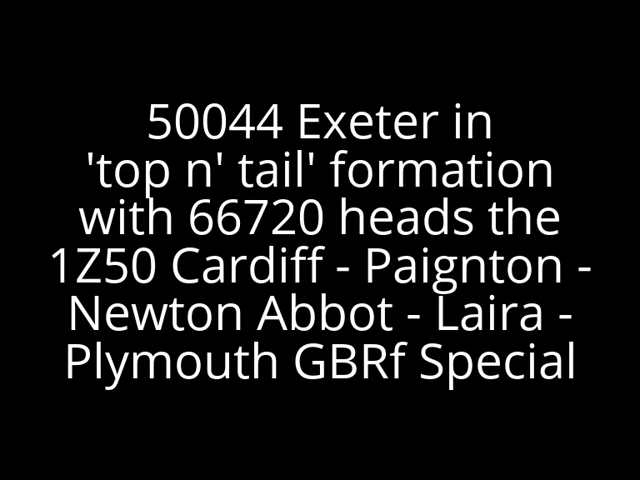 50044 Exeter in
'top n' tail' formation
with 66720 heads the
1Z50 Cardiff - Paignton -
Newton Abbot - Laira -
Plymouth GBRf Special